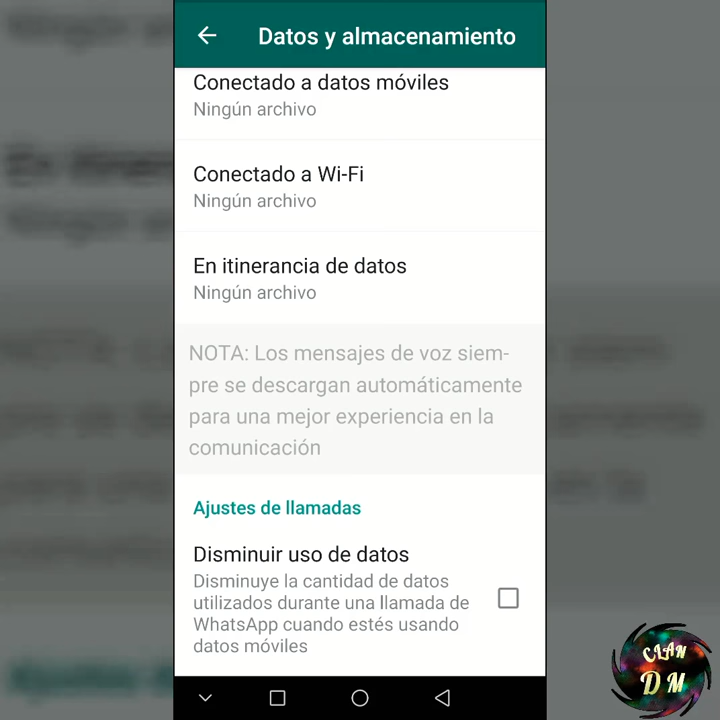 Datos y almacenamiento
Conectado a datos móviles
Ningún archivo
Conectado a Wi-Fi
Ningún archivo
En itinerancia de datos
Ningún archivo
NOTA: Los mensajes de voz siem-
pre se descargan automáticamente
para una mejor experiencia en la
comunicación
Ajustes de llamadas
Disminuir uso de datos
Disminuye la cantidad de datos
utilizados durante una llamada de
WhatsApp cuando estés usando
datos móviles
CLAN
DM